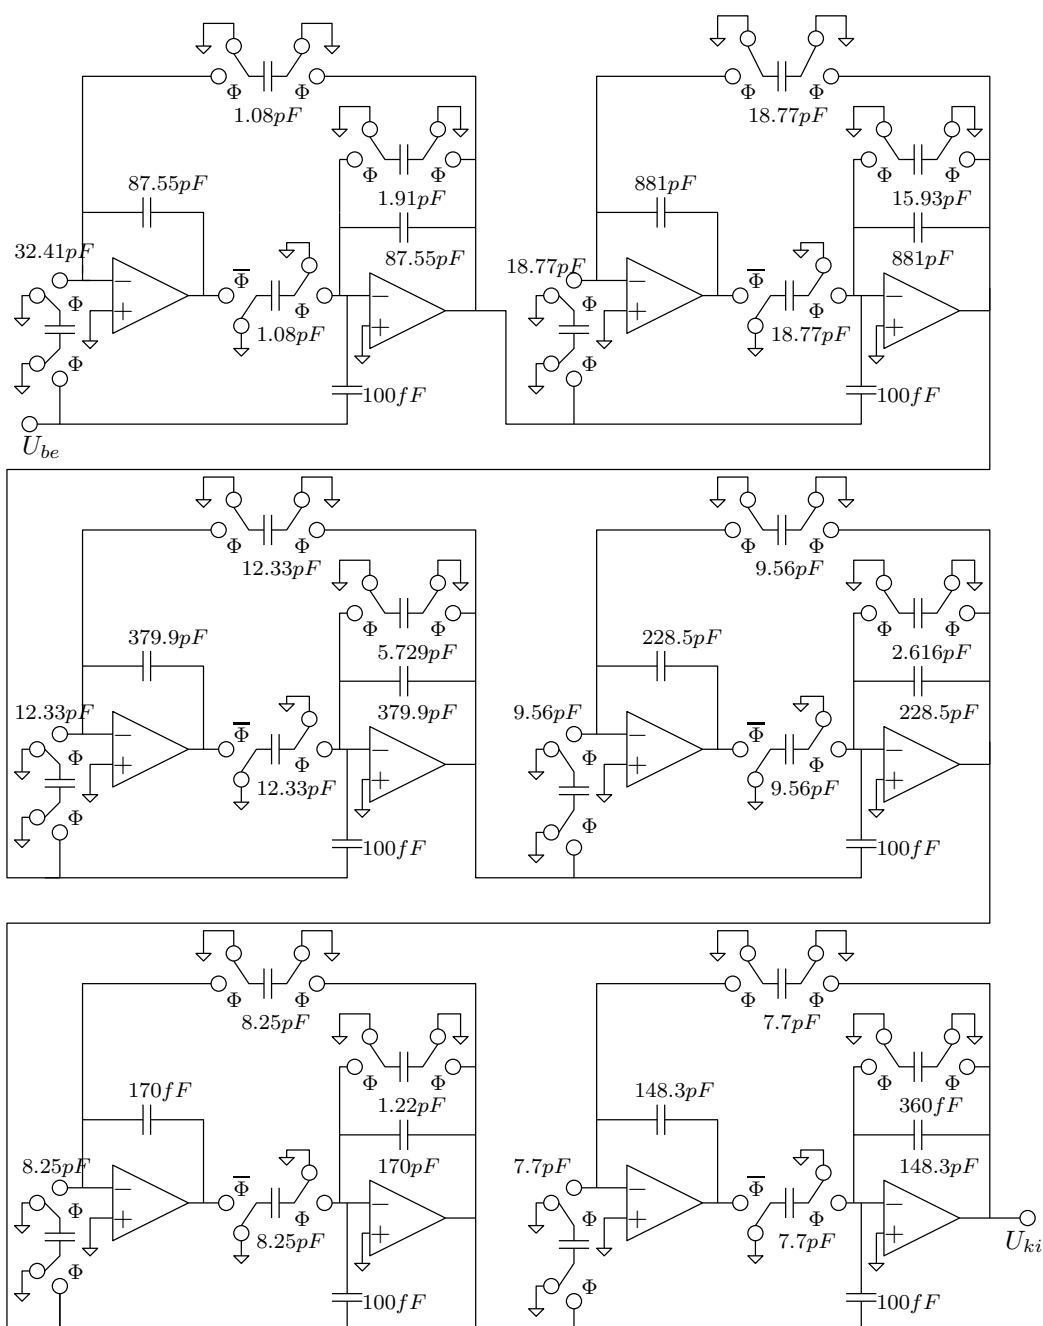 Φ Φ
1.08pF
Φ Φ
18.77pF
Φ Φ
1.91pF
Φ Φ
15.93pF
87.55pF
881pF
32.41pF
87.55pF
18.77pF
881pF
Φ
Φ̅
Φ
1.08pF
Φ
Φ̅
Φ
18.77pF
Φ
Φ
100fF
100fF
U_be
Φ Φ
12.33pF
Φ Φ
9.56pF
Φ Φ
5.729pF
Φ Φ
2.616pF
379.9pF
228.5pF
12.33pF
379.9pF
9.56pF
228.5pF
Φ
Φ̅
Φ
12.33pF
Φ
Φ̅
Φ
9.56pF
Φ
Φ
100fF
100fF
Φ Φ
8.25pF
Φ Φ
7.7pF
Φ Φ
1.22pF
Φ Φ
360fF
170fF
148.3pF
8.25pF
170pF
7.7pF
148.3pF
Φ
Φ̅
Φ
8.25pF
Φ
Φ̅
Φ
7.7pF
U_ki
Φ
Φ
100fF
100fF